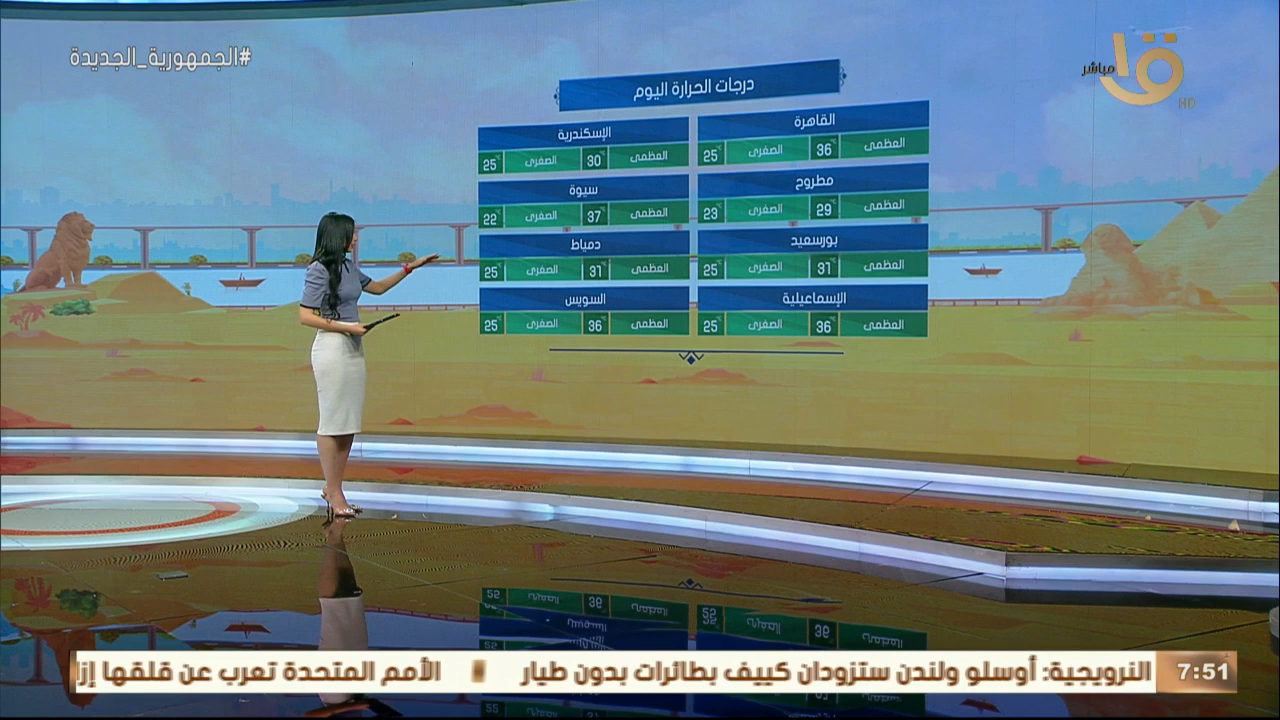 #الجمهورية_الجديدة
مباشر
HD
درجات الحرارة اليوم
القاهرة
العظمى 36 الصغرى 25
الإسكندرية
العظمى 30 الصغرى 25
مطروح
العظمى 29 الصغرى 23
سيوة
العظمى 37 الصغرى 22
بورسعيد
العظمى 31 الصغرى 25
دمياط
العظمى 31 الصغرى 25
الإسماعيلية
العظمى 36 الصغرى 25
السويس
العظمى 36 الصغرى 25
7:51 النرويجية: أوسلو ولندن ستزودان كييف بطائرات بدون طيار الأمم المتحدة تعرب عن قلقها